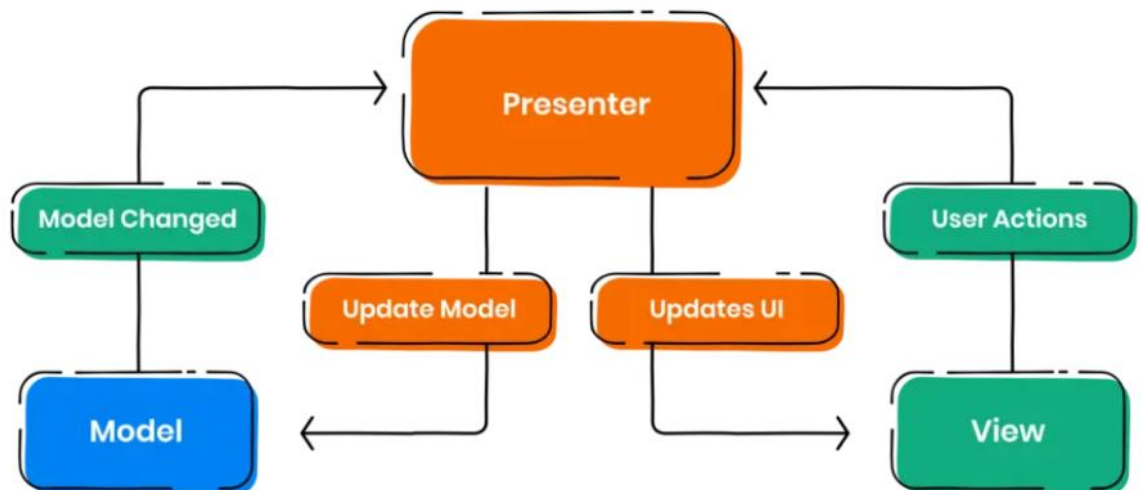 Presenter
Model Changed
User Actions
Update Model
Updates UI
Model
View